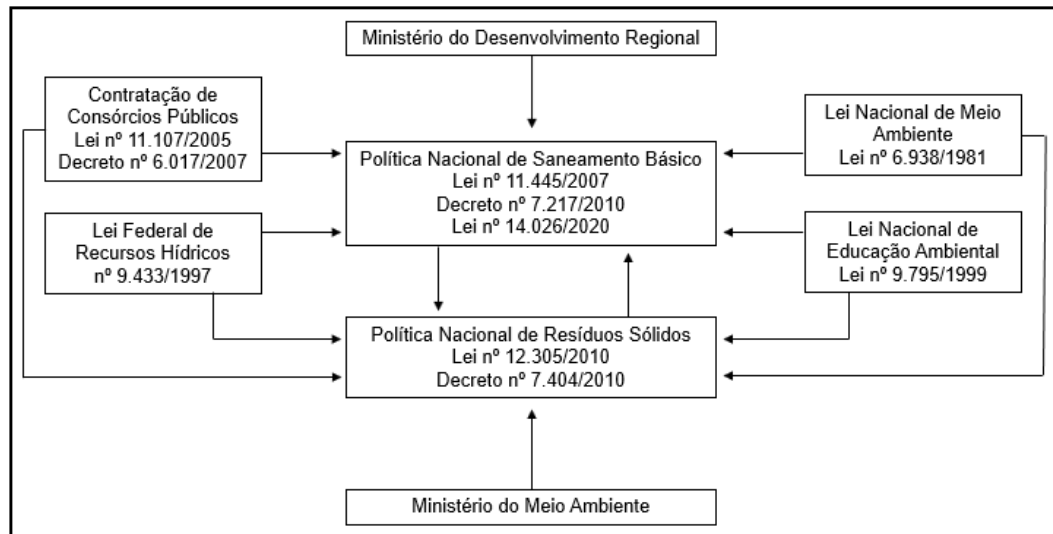 Ministério do Desenvolvimento Regional
Contratação de
Consórcios Públicos
Lei nº 11.107/2005
Decreto nº 6.017/2007
Lei Nacional de Meio
Ambiente
Lei nº 6.938/1981
Política Nacional de Saneamento Básico
Lei nº 11.445/2007
Decreto nº 7.217/2010
Lei nº 14.026/2020
Lei Federal de
Recursos Hídricos
nº 9.433/1997
Lei Nacional de
Educação Ambiental
Lei nº 9.795/1999
Política Nacional de Resíduos Sólidos
Lei nº 12.305/2010
Decreto nº 7.404/2010
Ministério do Meio Ambiente